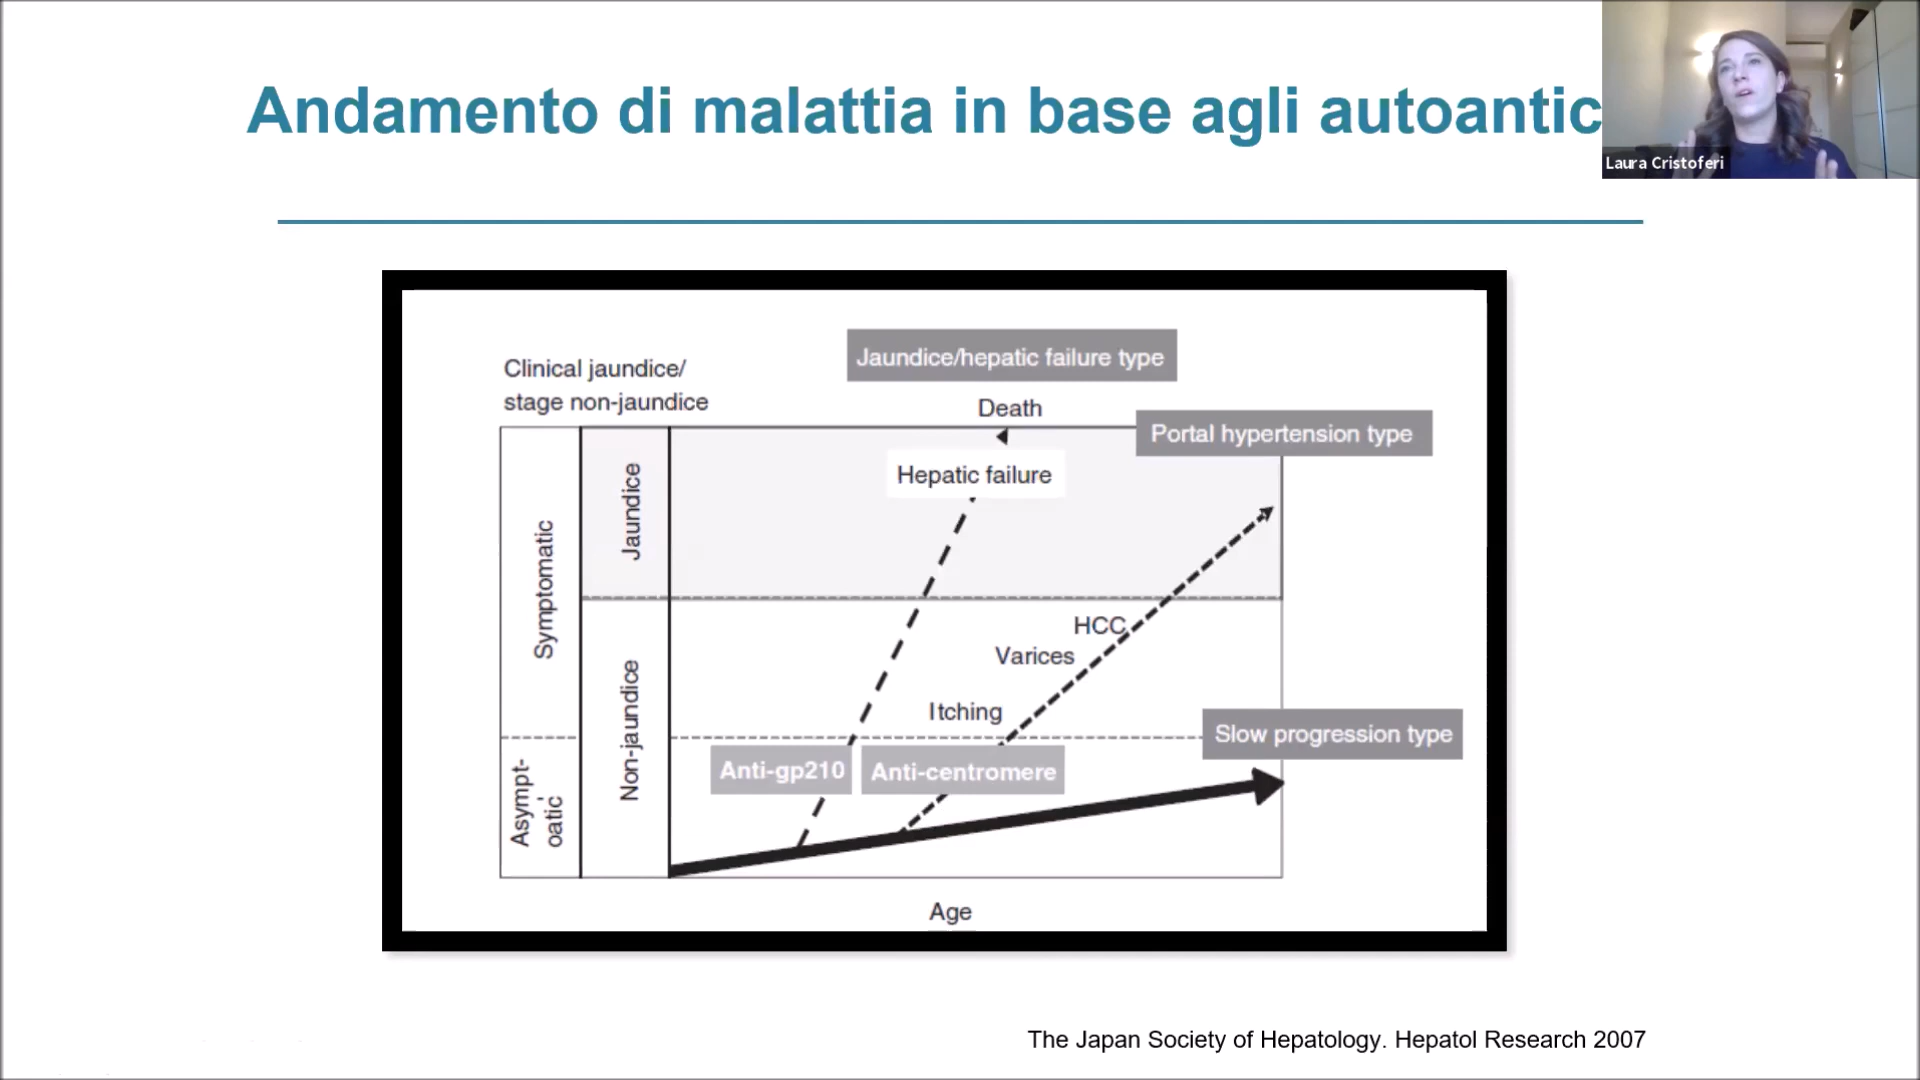 Andamento di malattia in base agli autoantic
Laura Cristoferi
Jaundice/hepatic failure type
Clinical jaundice/
stage non-jaundice
Death
Portal hypertension type
Hepatic failure
Jaundice
Symptomatic
HCC
Varices
Itching
Non-jaundice
Slow progression type
Anti-gp210
Anti-centromere
Asympt-
oatic
Age
The Japan Society of Hepatology. Hepatol Research 2007